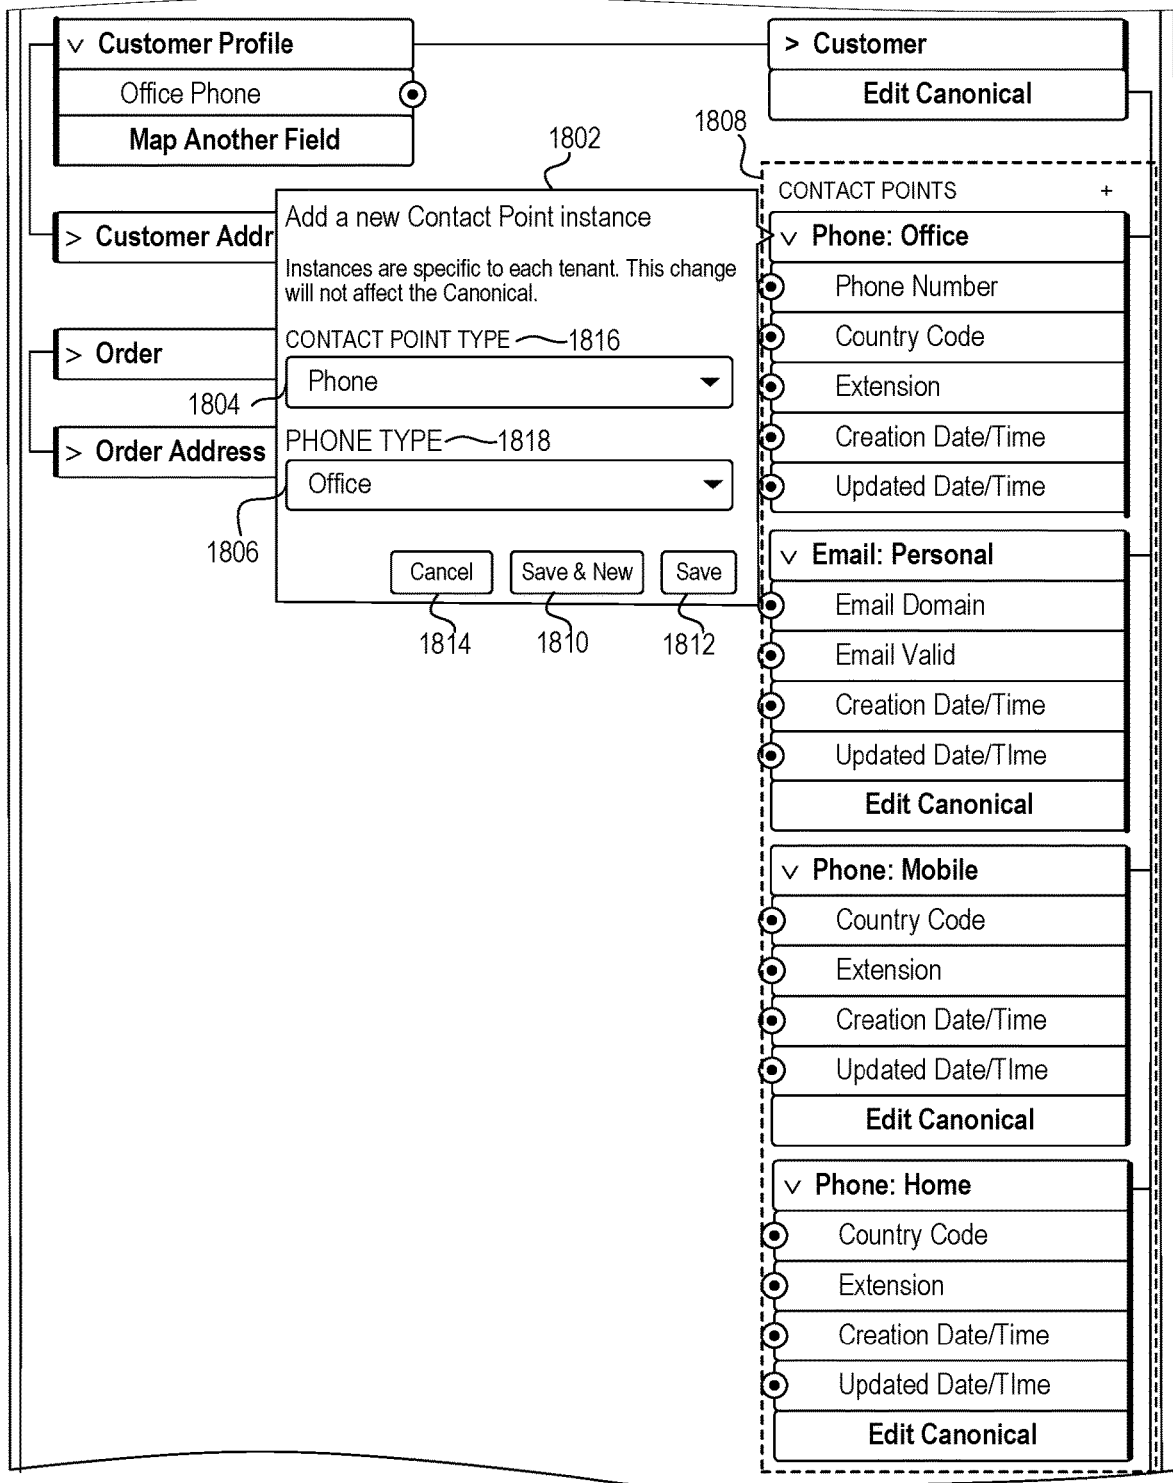 ∨ Customer Profile
Office Phone
Map Another Field
> Customer Addr
> Order
> Order Address
1802
Add a new Contact Point instance
Instances are specific to each tenant. This change
will not affect the Canonical.
CONTACT POINT TYPE
1816
Phone
1804
PHONE TYPE
1818
Office
1806
Cancel
Save & New
Save
1814
1810
1812
> Customer
Edit Canonical
1808
CONTACT POINTS +
∨ Phone: Office
Phone Number
Country Code
Extension
Creation Date/Time
Updated Date/Time
∨ Email: Personal
Email Domain
Email Valid
Creation Date/Time
Updated Date/TIme
Edit Canonical
∨ Phone: Mobile
Country Code
Extension
Creation Date/Time
Updated Date/TIme
Edit Canonical
∨ Phone: Home
Country Code
Extension
Creation Date/Time
Updated Date/TIme
Edit Canonical